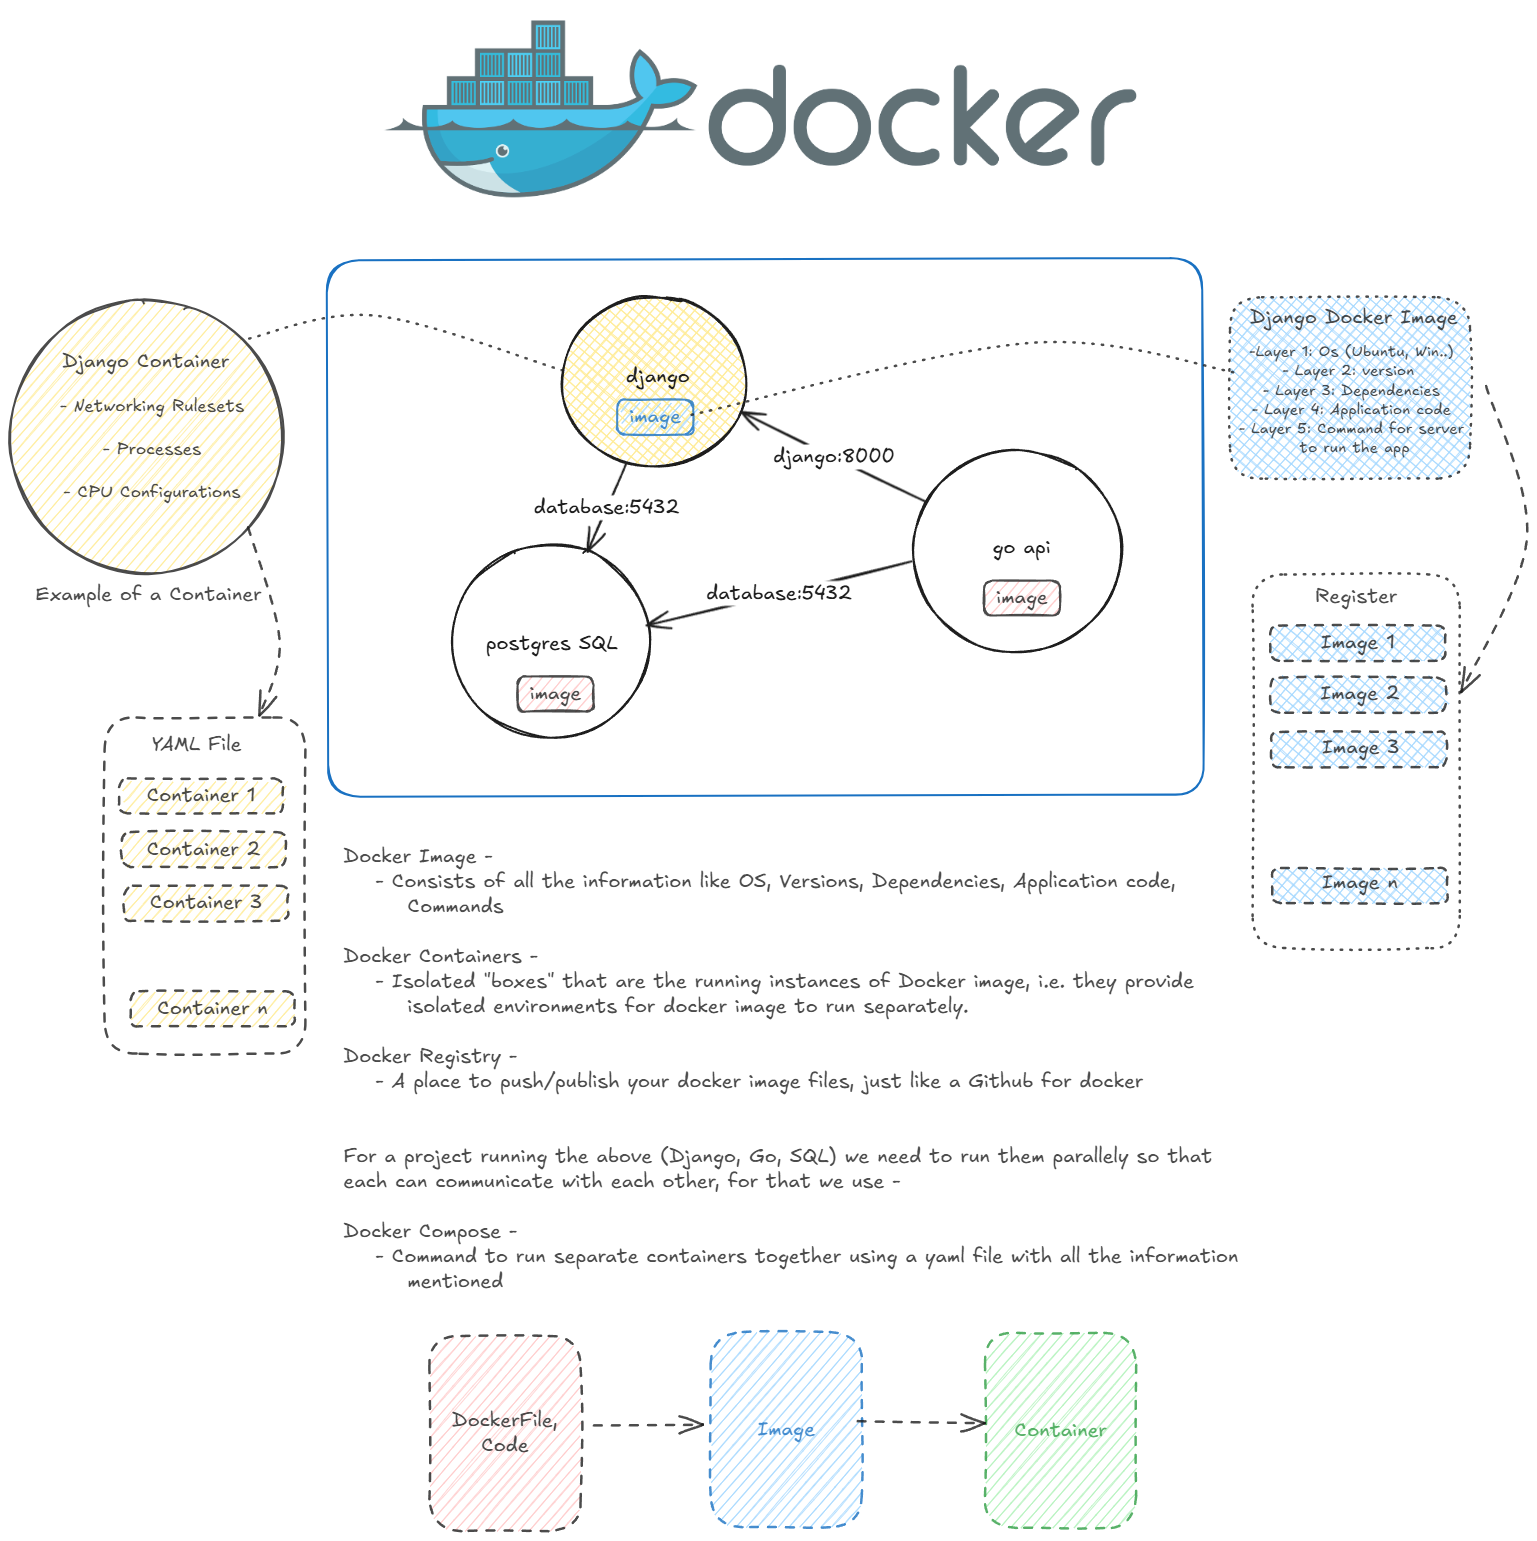 docker
Django Container
- Networking Rulesets
- Processes
- CPU Configurations
Example of a Container
django
image
django:8000
database:5432
go api
image
database:5432
postgres SQL
image
Django Docker Image
-Layer 1: Os (Ubuntu, Win..)
- Layer 2: version
- Layer 3: Dependencies
- Layer 4: Application code
- Layer 5: Command for server
to run the app
Register
Image 1
Image 2
Image 3
Image n
YAML File
Container 1
Container 2
Container 3
Container n
Docker Image -
- Consists of all the information like OS, Versions, Dependencies, Application code,
Commands
Docker Containers -
- Isolated "boxes" that are the running instances of Docker image, i.e. they provide
isolated environments for docker image to run separately.
Docker Registry -
- A place to push/publish your docker image files, just like a Github for docker
For a project running the above (Django, Go, SQL) we need to run them parallely so that
each can communicate with each other, for that we use -
Docker Compose -
- Command to run separate containers together using a yaml file with all the information
mentioned
DockerFile,
Code
Image
Container